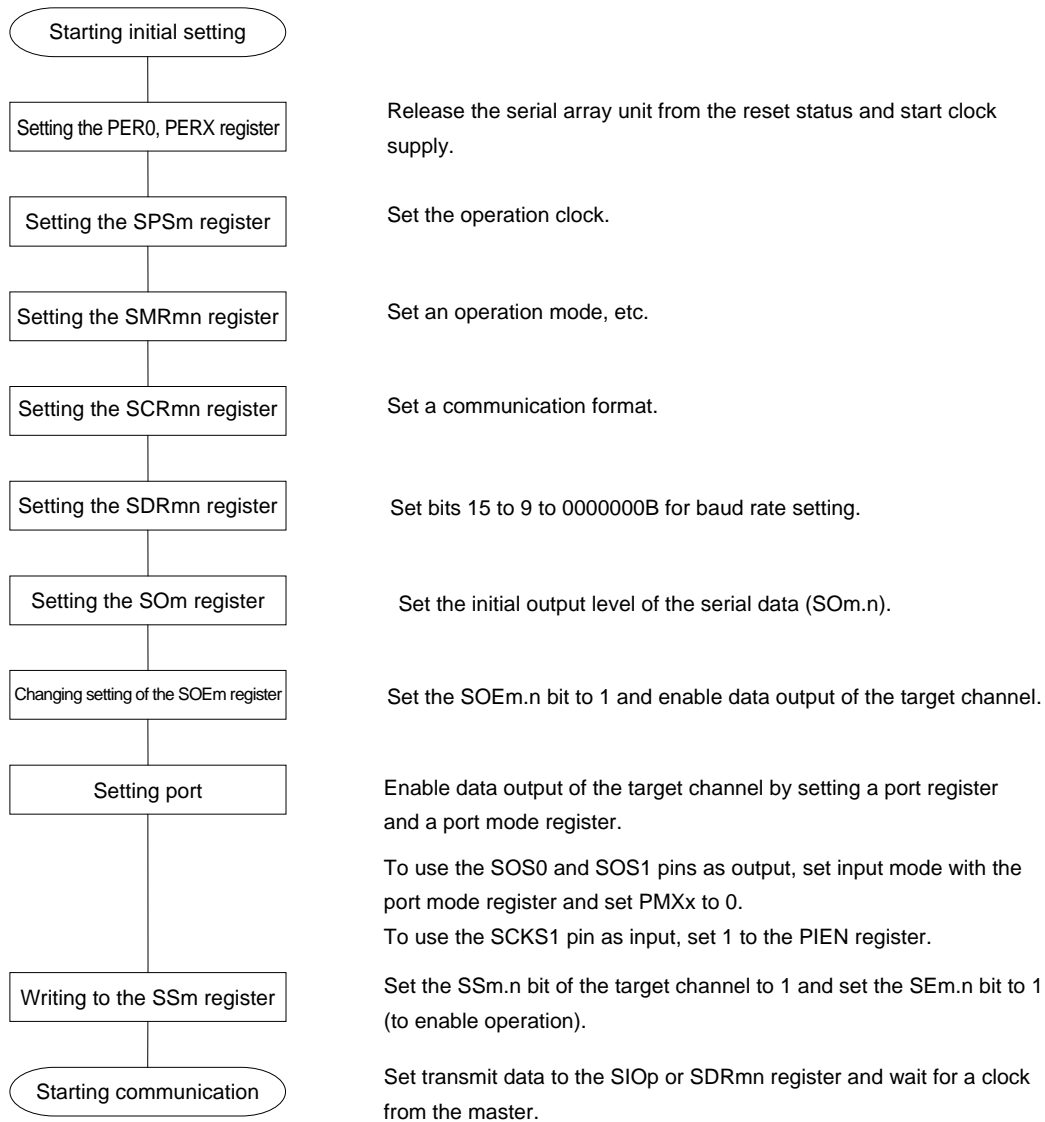 Starting initial setting
Setting the PER0, PERX register
Release the serial array unit from the reset status and start clock
supply.
Setting the SPSm register
Set the operation clock.
Setting the SMRmn register
Set an operation mode, etc.
Setting the SCRmn register
Set a communication format.
Setting the SDRmn register
Set bits 15 to 9 to 0000000B for baud rate setting.
Setting the SOm register
Set the initial output level of the serial data (SOm.n).
Changing setting of the SOEm register
Set the SOEm.n bit to 1 and enable data output of the target channel.
Setting port
Enable data output of the target channel by setting a port register
and a port mode register.
To use the SOS0 and SOS1 pins as output, set input mode with the
port mode register and set PMXx to 0.
To use the SCKS1 pin as input, set 1 to the PIEN register.
Writing to the SSm register
Set the SSm.n bit of the target channel to 1 and set the SEm.n bit to 1
(to enable operation).
Starting communication
Set transmit data to the SIOp or SDRmn register and wait for a clock
from the master.